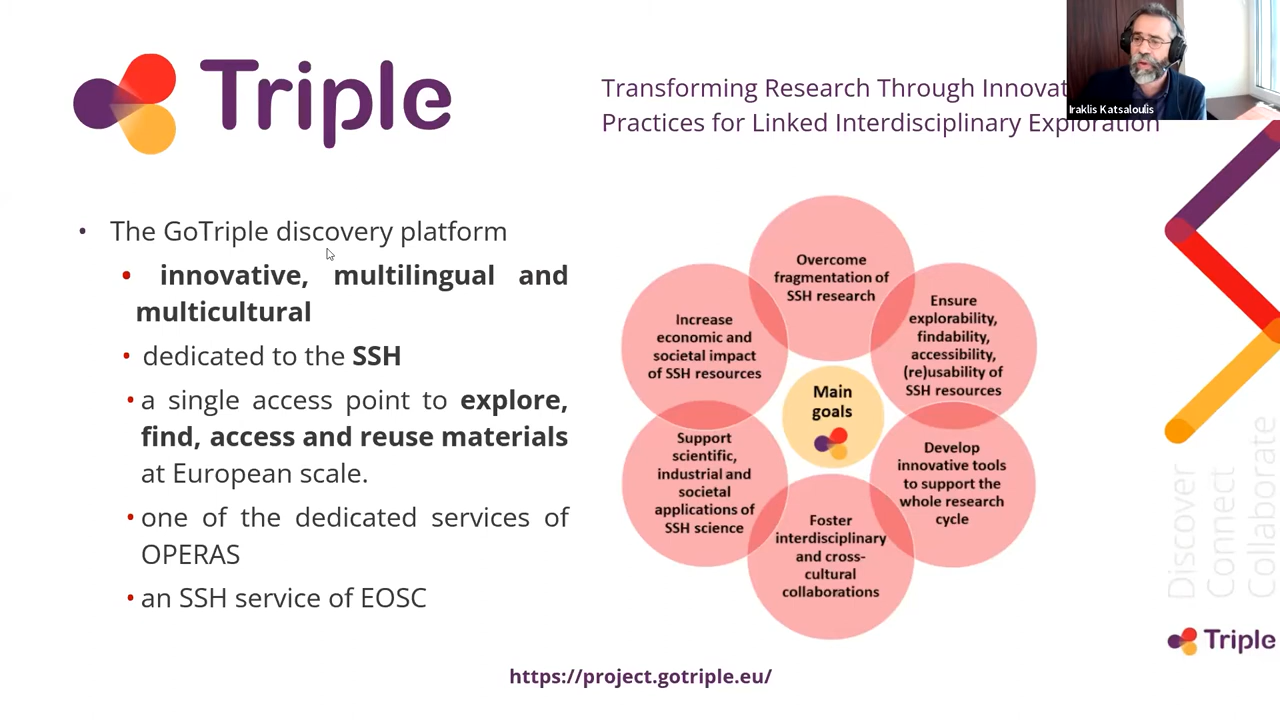 Triple
Transforming Research Through Innovat
Practices for Linked Interdisciplinary Exploration
Iraklis Katsaloulis
• The GoTriple discovery platform
• innovative, multilingual and
multicultural
• dedicated to the SSH
• a single access point to explore,
find, access and reuse materials
at European scale.
• one of the dedicated services of
OPERAS
• an SSH service of EOSC
Overcome
fragmentation of
SSH research
Ensure
explorability,
findability,
accessibility,
(re)usability of
SSH resources
Develop
innovative tools
to support the
whole research
cycle
Foster
interdisciplinary
and cross-
cultural
collaborations
Support
scientific,
industrial and
societal
applications of
SSH science
Increase
economic and
societal impact
of SSH resources
Main
goals
Discover
Connect
Collaborate
Triple
https://project.gotriple.eu/